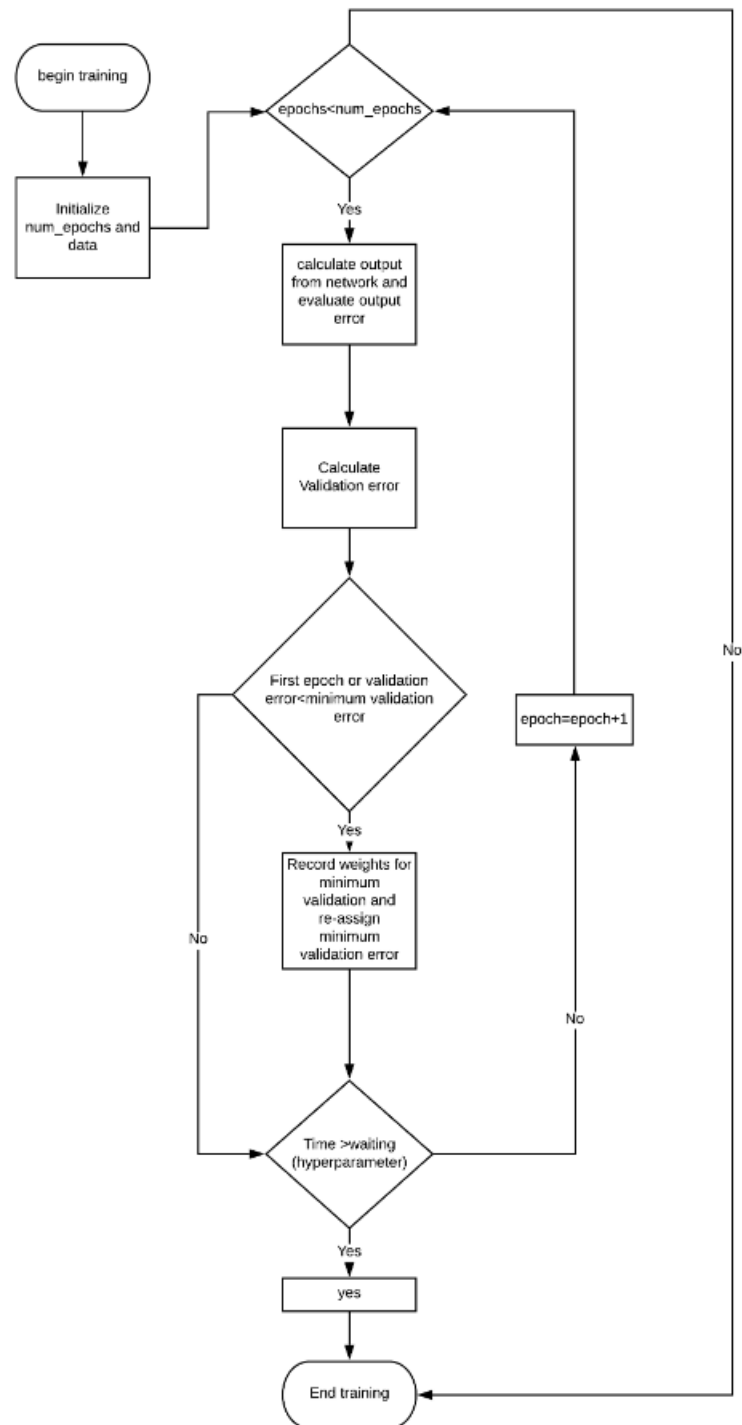 begin training
epochs<num_epochs
Initialize
num_epochs and
data
Yes
calculate output
from network and
evaluate output
error
Calculate
Validation error
First epoch or validation
error<minimum validation
error
No
epoch=epoch+1
Yes
Record weights for
minimum
validation and
re-assign
minimum
validation error
No
No
Time >waiting
(hyperparameter)
Yes
yes
End training